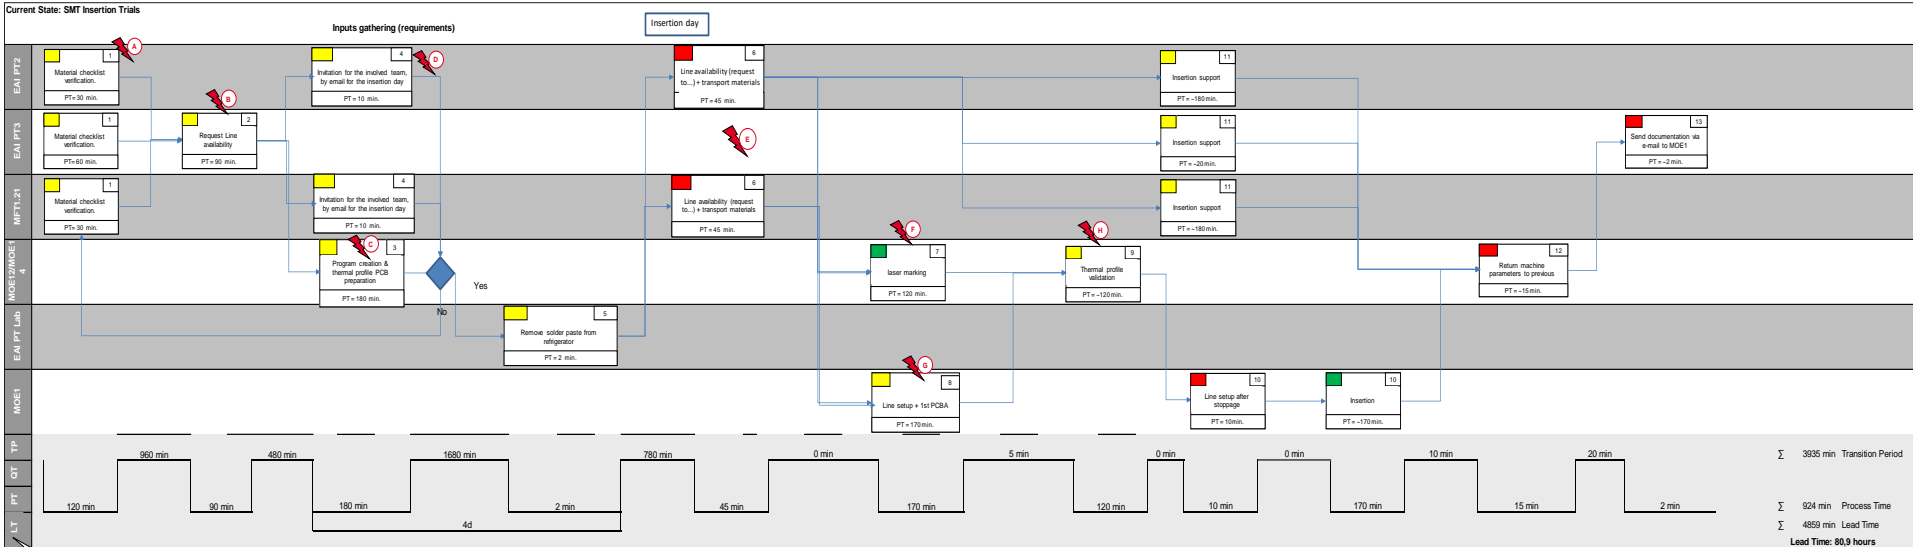 Current State: SMT Insertion Trials
Inputs gathering (requirements)
Insertion day
EAI PT2
1
Material checklist
verification.
PT= 30 min.
A
4
Invitation for the involved team,
by email for the insertion day
PT = 10 min.
D
6
Line availability (request
to...) + transport materials
PT = 45 min.
11
Insertion support
PT = ~180 min.
EAI PT3
1
Material checklist
verification.
PT= 60 min.
B
2
Request Line
availability
PT = 90 min.
E
11
Insertion support
PT = ~20 min.
13
Send documentation via
e-mail to MOE1
PT = ~2 min.
MFT1.21
1
Material checklist
verification.
PT= 30 min
4
Invitation for the involved team,
by email for the insertion day
PT = 10 min.
6
Line availability (request
to...) + transport materials
PT = 45 min.
11
Insertion support
PT = ~180 min.
MOE12/MOE1
4
C
3
Program creation &
thermal profile PCB
preparation
PT = 180 min.
Yes
No
F
7
laser marking
PT = 120 min.
H
9
Thermal profile
validation
PT = ~120 min.
12
Return machine
parameters to previous
PT = ~15 min.
EAI PT Lab
5
Remove solder paste from
refrigerator
PT = 2 min.
MOE1
G
8
Line setup + 1st PCBA
PT = 170 min.
10
Line setup after
stoppage
PT = 10 min.
10
Insertion
PT = ~170 min.
TP
QT
PT
LT
960 min
480 min
1680 min
780 min
0 min
5 min
0 min
0 min
10 min
20 min
120 min
90 min
180 min
2 min
45 min
170 min
120 min
10 min
170 min
15 min
2 min
4d
∑ 3935 min Transition Period
∑ 924 min Process Time
∑ 4859 min Lead Time
Lead Time: 80,9 hours